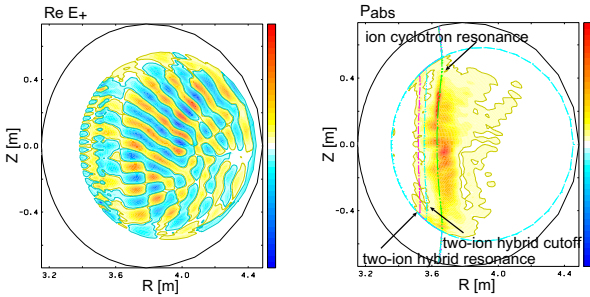 Re E+
Z [m]
0.4
0.0
-0.4
3.2
3.6
4.0
4.4
R [m]
Pabs
ion cyclotron resonance
Z [m]
0.4
0.0
-0.4
two-ion hybrid cutoff
two-ion hybrid resonance
3.2
3.6
4.0
4.4
R [m]